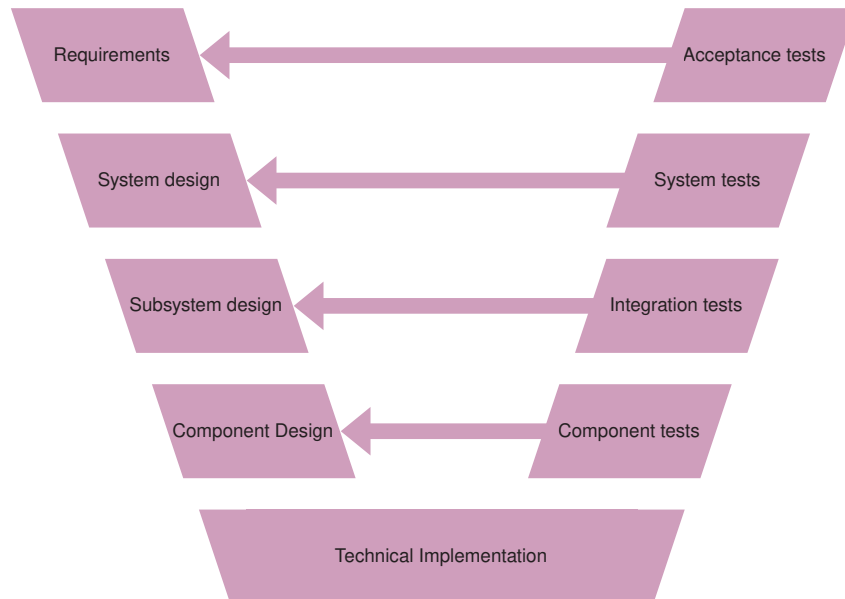 Requirements
Acceptance tests
System design
System tests
Subsystem design
Integration tests
Component Design
Component tests
Technical Implementation